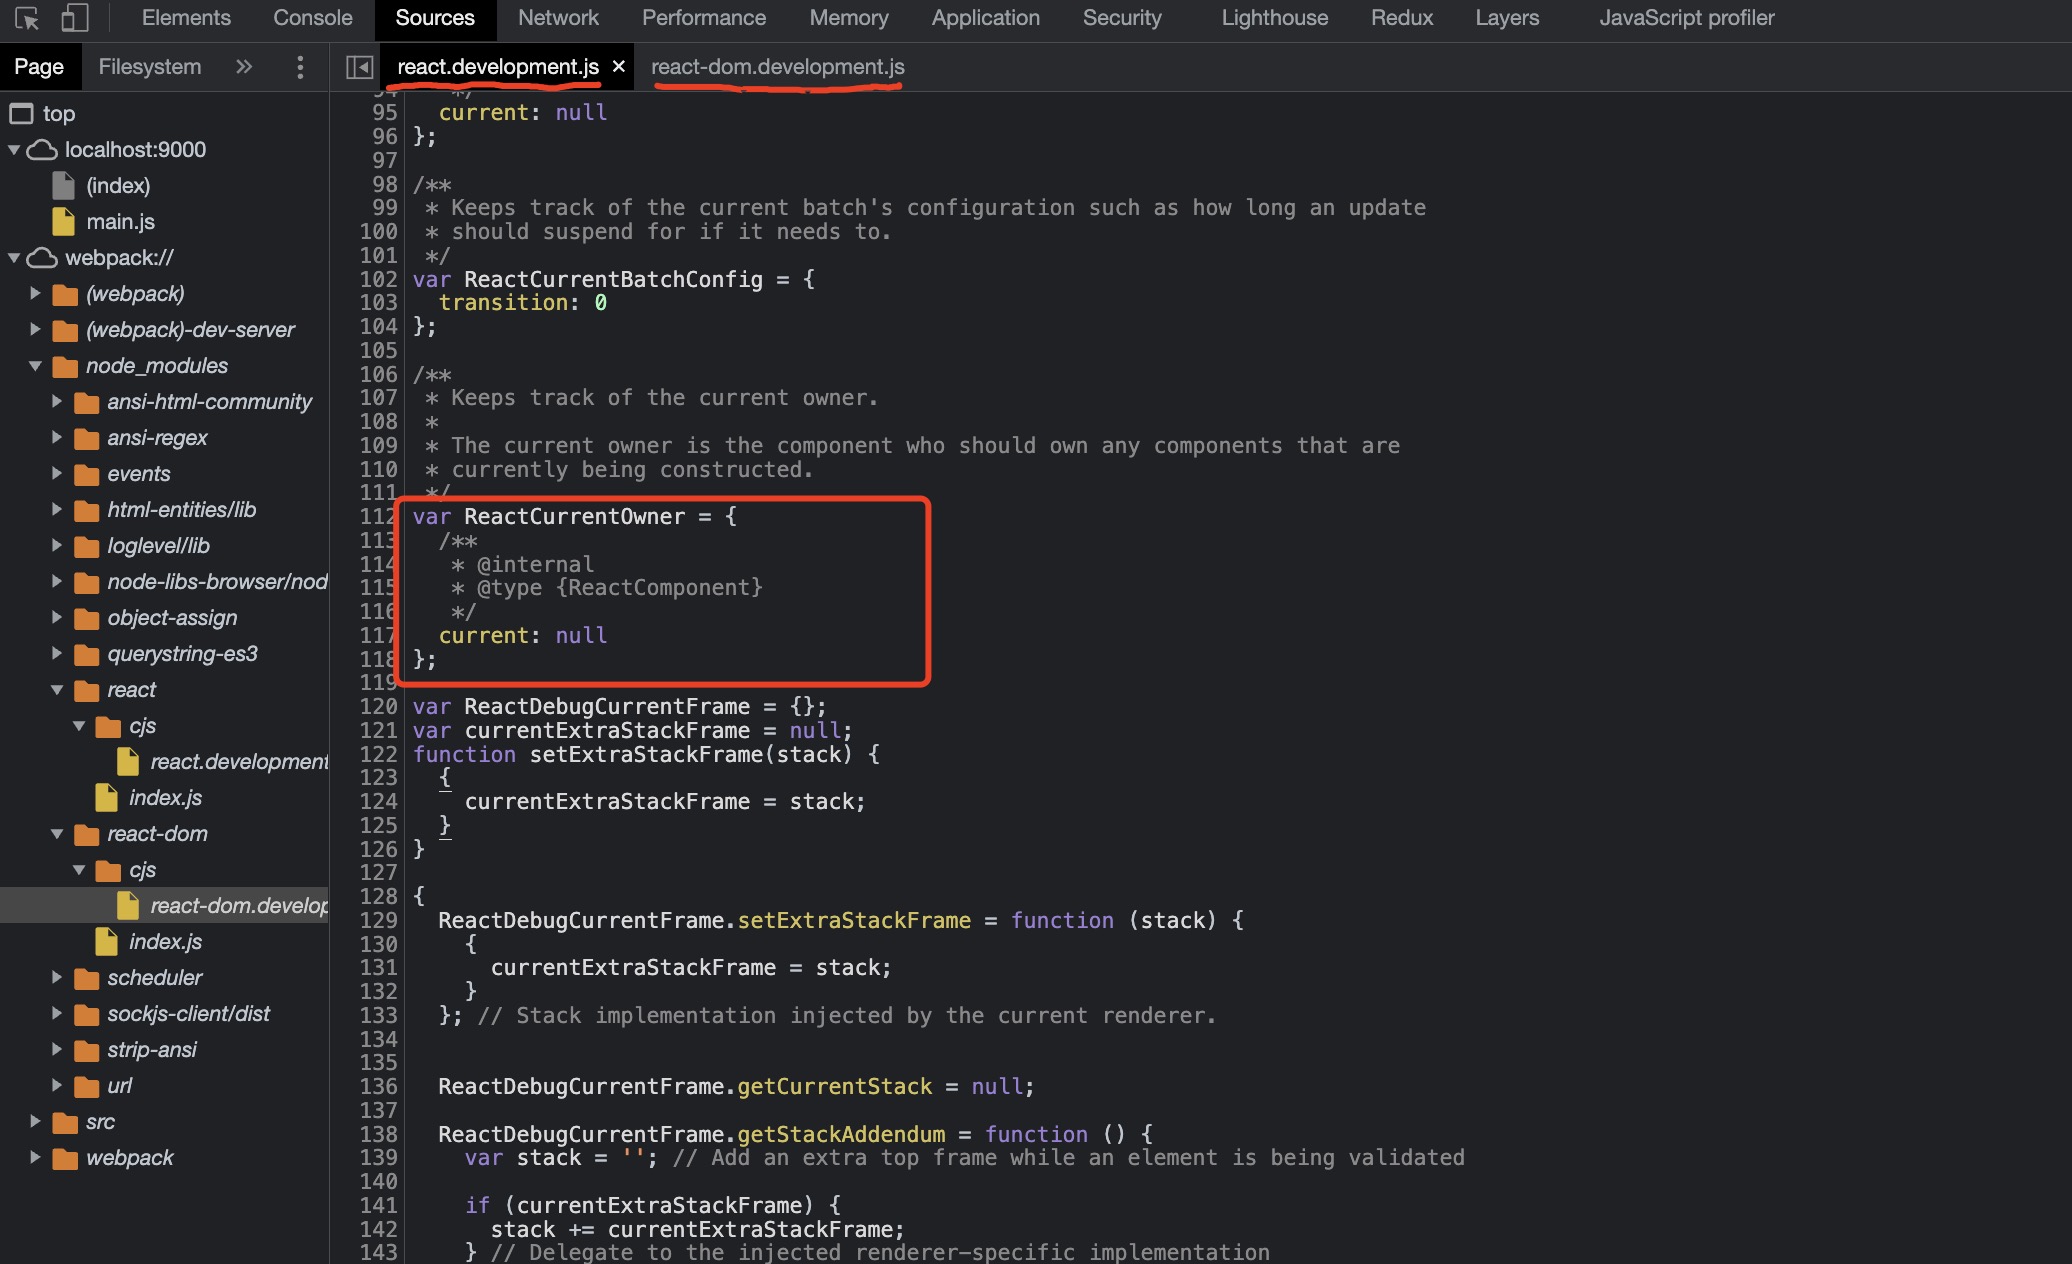 Elements Console Sources Network Performance Memory Application Security Lighthouse Redux Layers JavaScript profiler
Page Filesystem » react.development.js × react-dom.development.js
top
localhost:9000
(index)
main.js
webpack://
(webpack)
(webpack)-dev-server
node_modules
ansi-html-community
ansi-regex
events
html-entities/lib
loglevel/lib
node-libs-browser/nod
object-assign
querystring-es3
react
cjs
react.development
index.js
react-dom
cjs
react-dom.develop
index.js
scheduler
sockjs-client/dist
strip-ansi
url
src
webpack
94 */
95 current: null
96 };
97
98 /**
99 * Keeps track of the current batch's configuration such as how long an update
100 * should suspend for if it needs to.
101 */
102 var ReactCurrentBatchConfig = {
103 transition: 0
104 };
105
106 /**
107 * Keeps track of the current owner.
108 *
109 * The current owner is the component who should own any components that are
110 * currently being constructed.
111 */
112 var ReactCurrentOwner = {
113 /**
114 * @internal
115 * @type {ReactComponent}
116 */
117 current: null
118 };
119
120 var ReactDebugCurrentFrame = {};
121 var currentExtraStackFrame = null;
122 function setExtraStackFrame(stack) {
123 {
124 currentExtraStackFrame = stack;
125 }
126 }
127
128 {
129 ReactDebugCurrentFrame.setExtraStackFrame = function (stack) {
130 {
131 currentExtraStackFrame = stack;
132 }
133 }; // Stack implementation injected by the current renderer.
134
135
136 ReactDebugCurrentFrame.getCurrentStack = null;
137
138 ReactDebugCurrentFrame.getStackAddendum = function () {
139 var stack = ''; // Add an extra top frame while an element is being validated
140
141 if (currentExtraStackFrame) {
142 stack += currentExtraStackFrame;
143 } // Delegate to the injected renderer-specific implementation